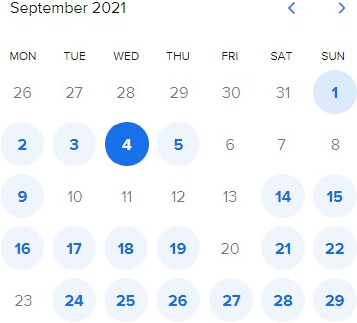 September 2021
MON TUE WED THU FRI SAT SUN
26 27 28 29 30 31 1
2 3 4 5 6 7 8
9 10 11 12 13 14 15
16 17 18 19 20 21 22
23 24 25 26 27 28 29